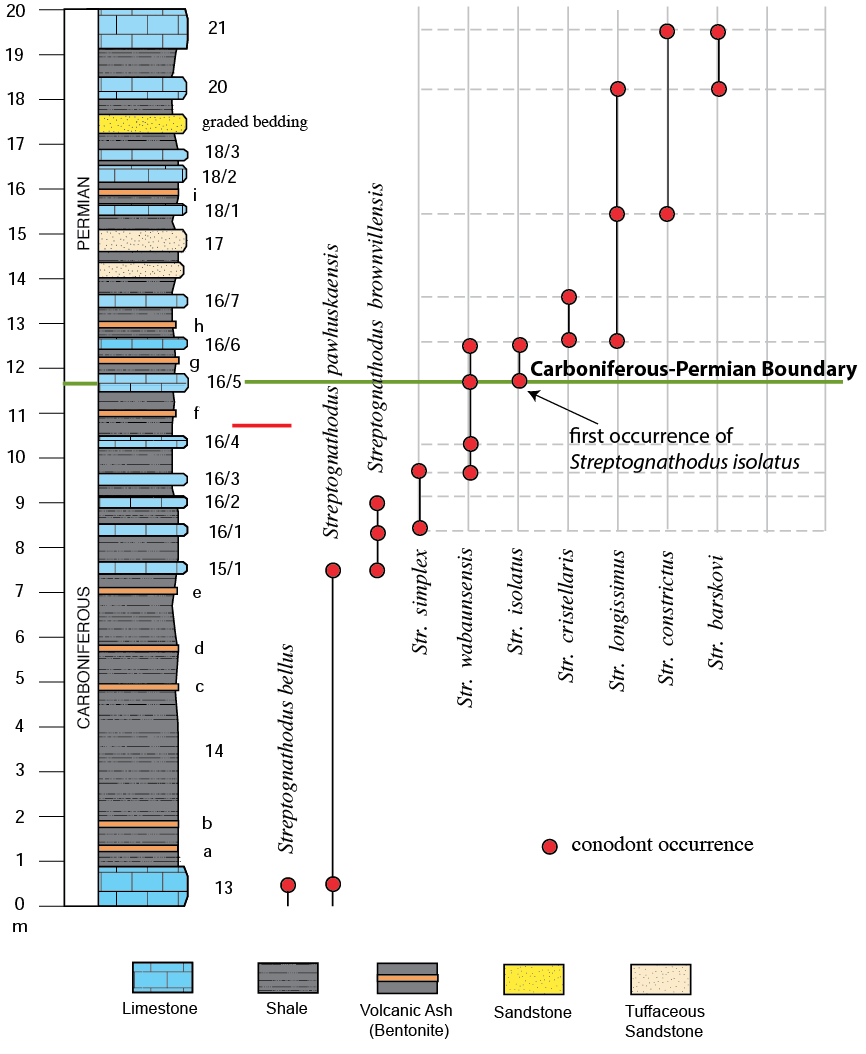 20
21
19
20
18
graded bedding
17
18/3
18/2
16
i
18/1
15
17
14
16/7
13
h
16/6
12
g
16/5
11
f
16/4
10
16/3
9
16/2
16/1
8
15/1
7
e
6
d
5
c
4
14
3
2
b
a
1
13
0
m
PERMIAN
CARBONIFEROUS
Streptognathodus bellus
Streptognathodus pawhuskaensis
Streptognathodus brownvillensis
Str. simplex
Str. wabaunsensis
Str. isolatus
Str. cristellaris
Str. longissimus
Str. constrictus
Str. barskovi
Carboniferous-Permian Boundary
first occurrence of
Streptognathodus isolatus
conodont occurrence
Limestone
Shale
Volcanic Ash
(Bentonite)
Sandstone
Tuffaceous
Sandstone